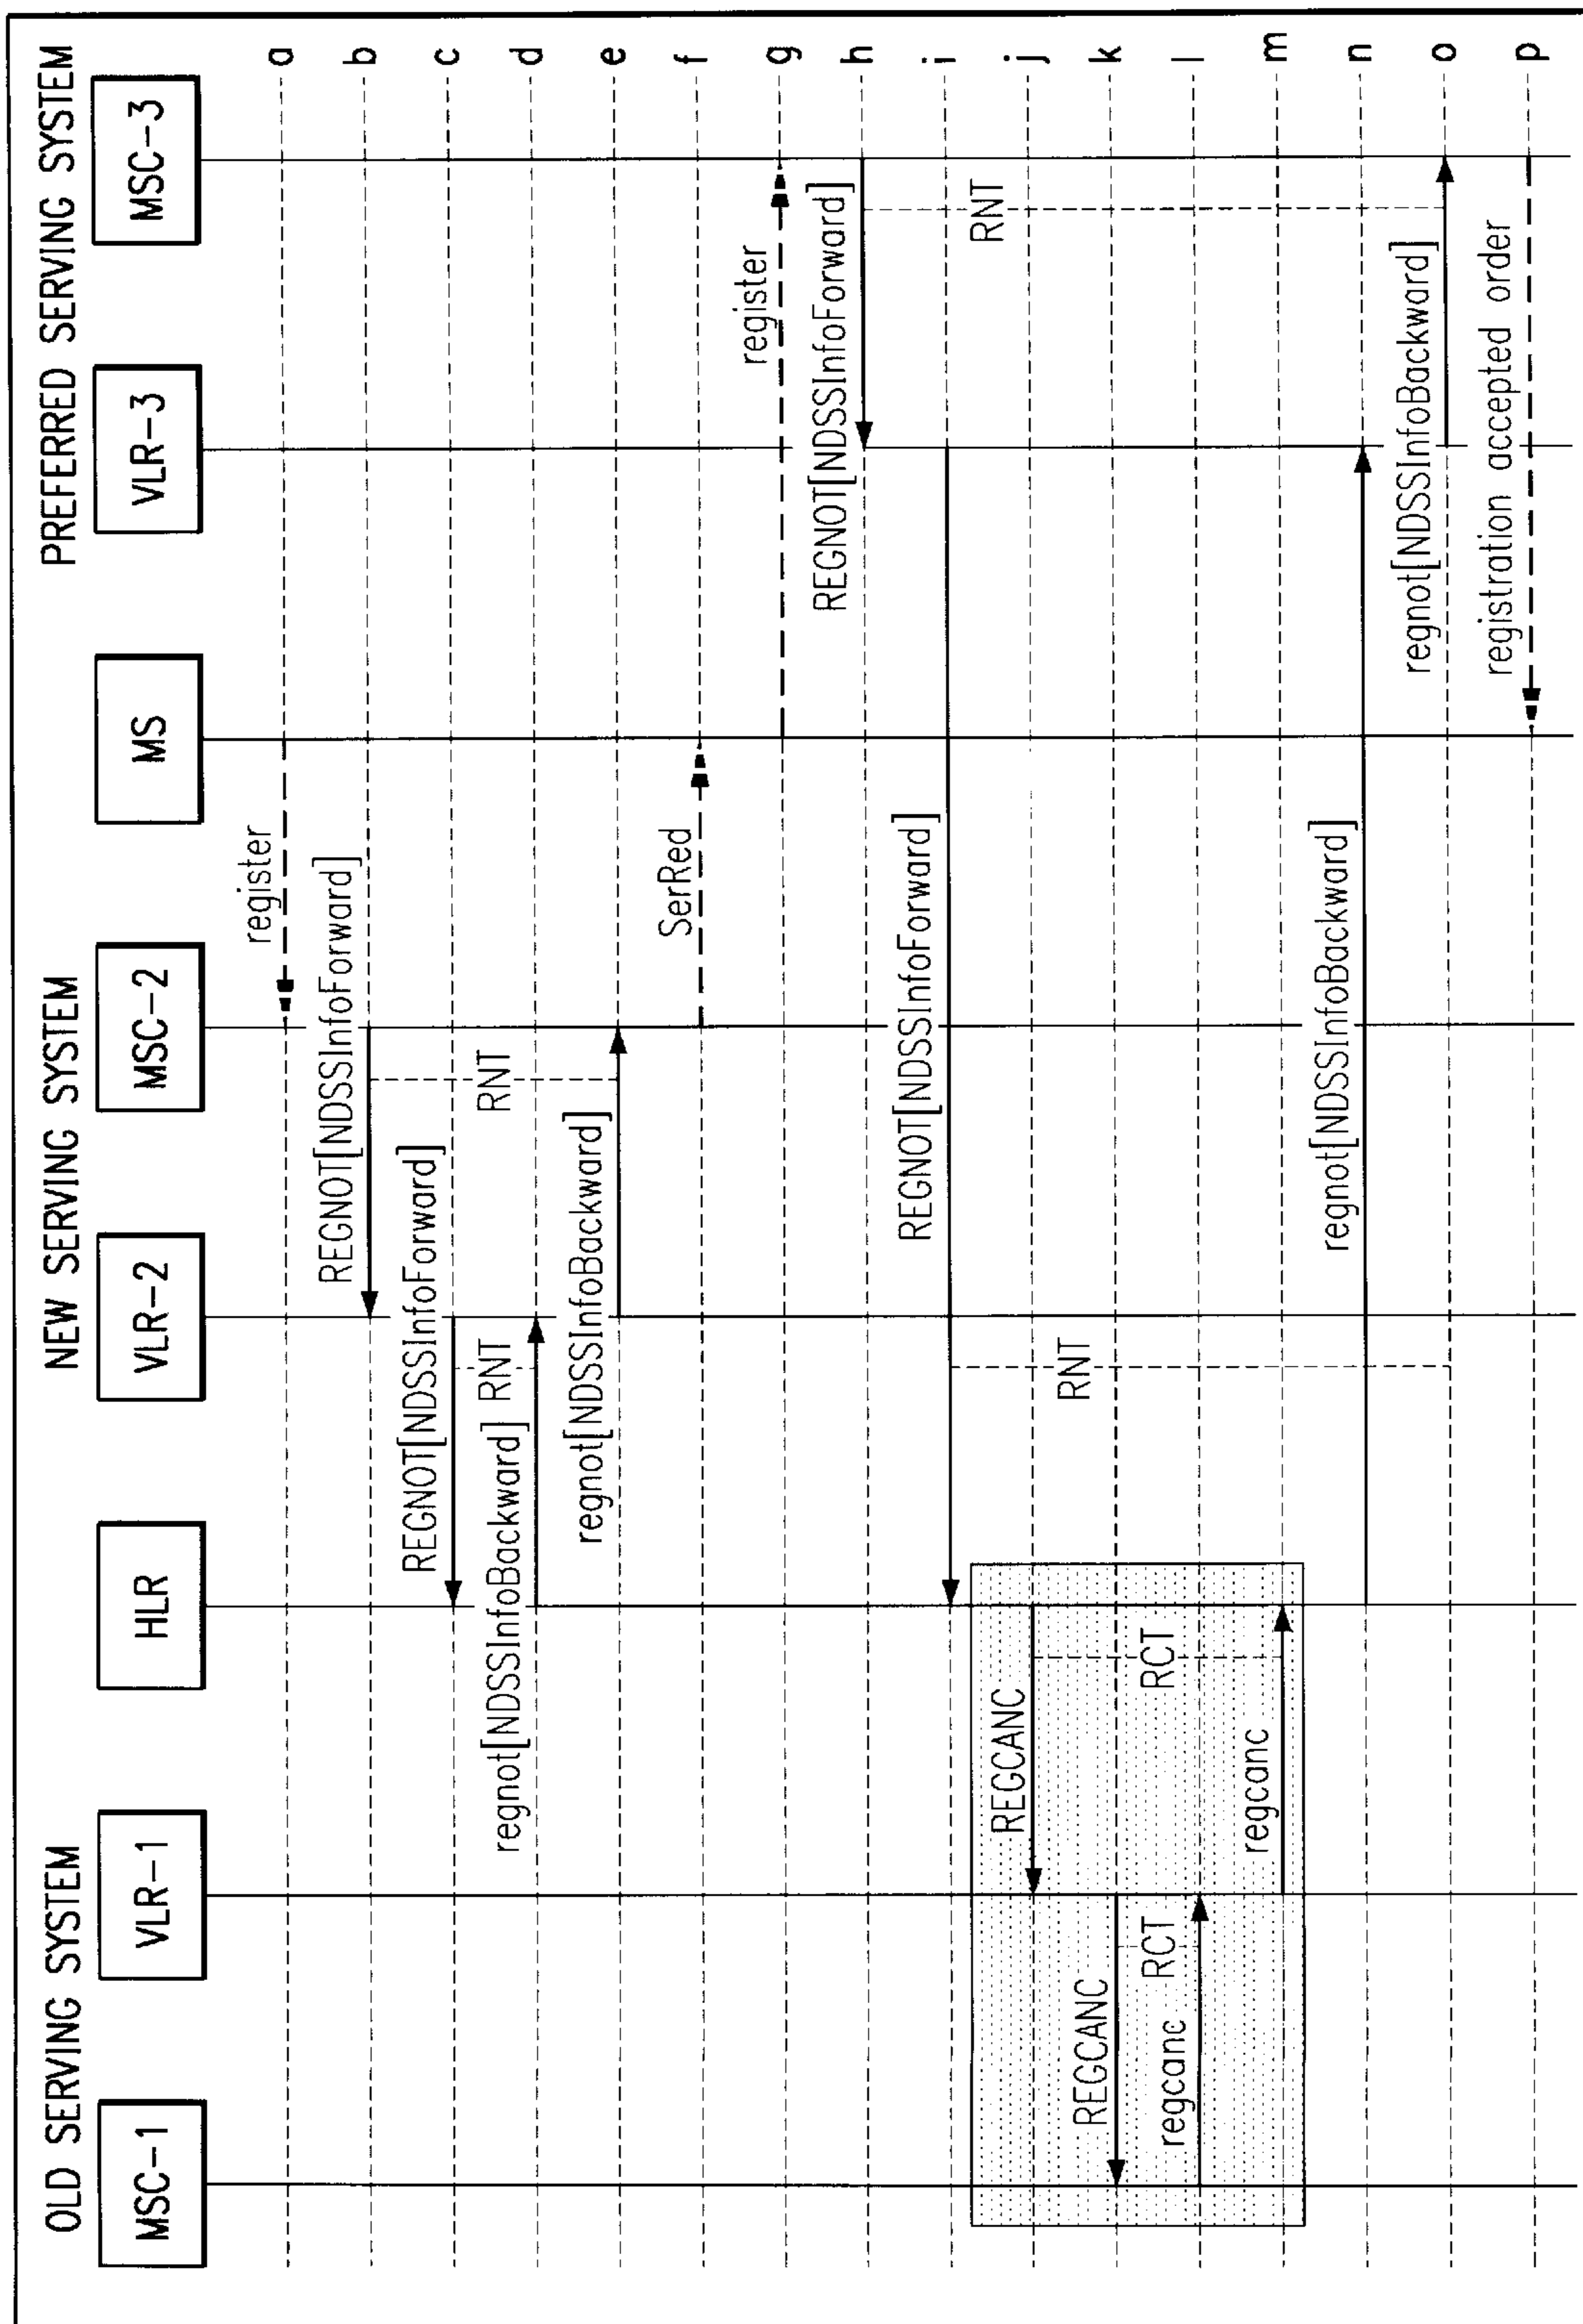 OLD SERVING SYSTEM
NEW SERVING SYSTEM
PREFERRED SERVING SYSTEM
MSC-1
VLR-1
HLR
VLR-2
MSC-2
MS
VLR-3
MSC-3
register
a
REGNOT[NDSSInfoForward]
b
REGNOT[NDSSInfoForward]
c
regnot[NDSSInfoBackward]
RNT
RNT
d
regnot[NDSSInfoBackward]
e
SerRed
f
register
g
REGNOT[NDSSInfoForward]
h
REGNOT[NDSSInfoForward]
i
REGCANC
RNT
j
REGCANC
RNT
k
regcanc
RCT
RCT
l
regcanc
m
regnot[NDSSInfoBackward]
n
regnot[NDSSInfoBackward]
o
registration accepted order
p